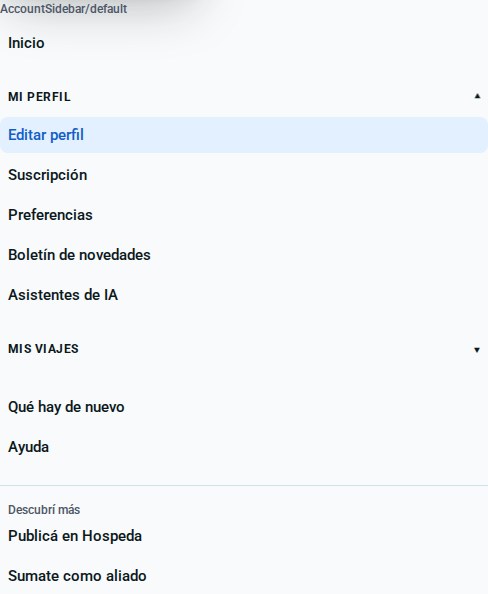 AccountSidebar/default
Inicio
MI PERFIL
Editar perfil
Suscripción
Preferencias
Boletín de novedades
Asistentes de IA
MIS VIAJES
Qué hay de nuevo
Ayuda
Descubrí más
Publicá en Hospeda
Sumate como aliado